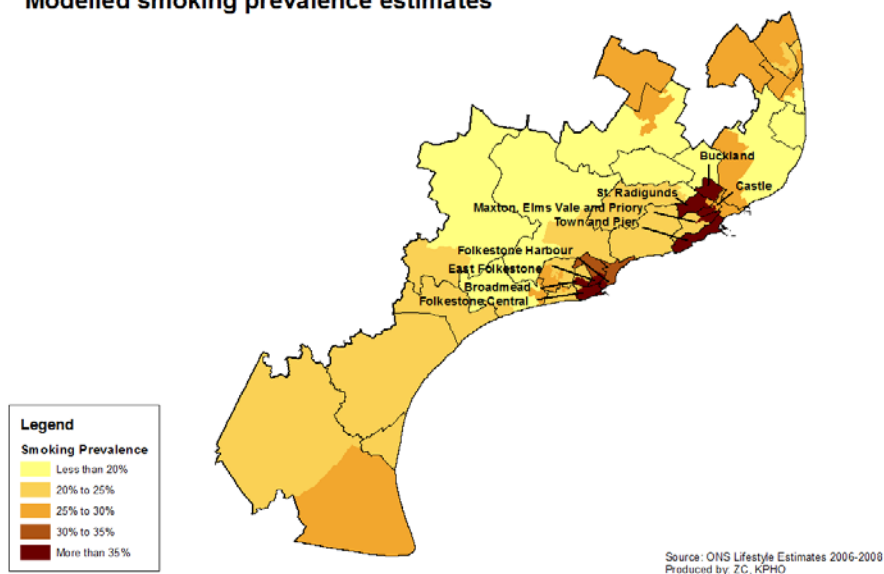 Modelled smoking prevalence estimates
Buckland
Castle
St. Radigunds
Maxton, Elms Vale and Priory
Town and Pier
Folkestone Harbour
East Folkestone
Broadmead
Folkestone Central
Legend
Smoking Prevalence
Less than 20%
20% to 25%
25% to 30%
30% to 35%
More than 35%
Source: ONS Lifestyle Estimates 2006-2008
Produced by: ZC, KPHO